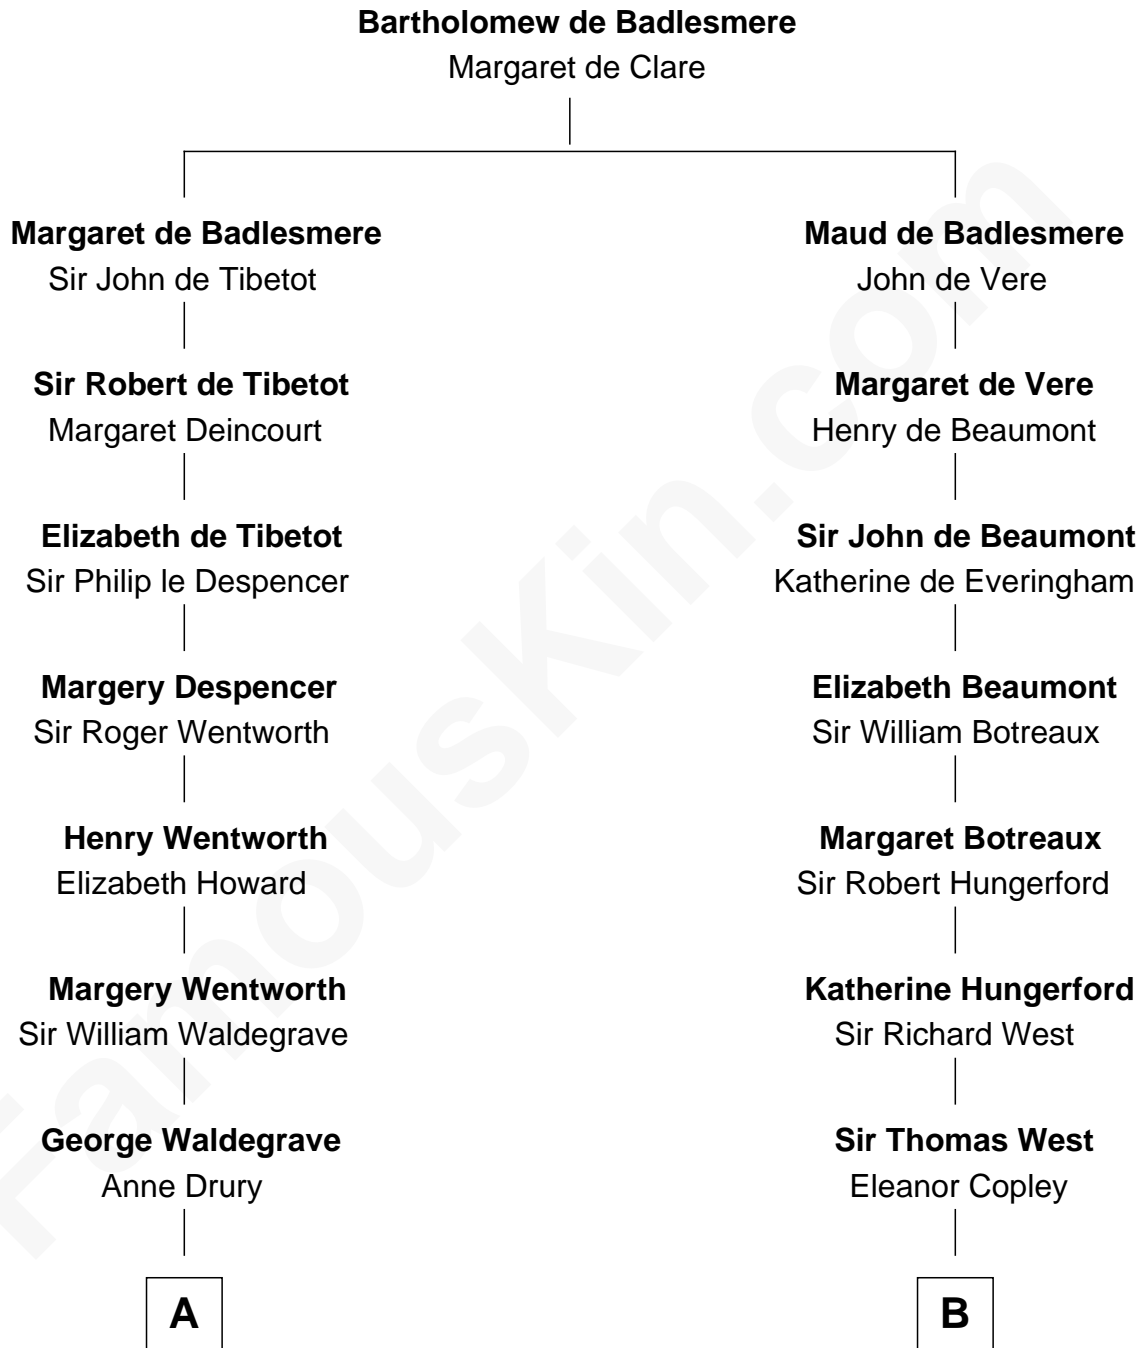 Bartholomew de Badlesmere
Margaret de Clare
Margaret de Badlesmere
Sir John de Tibetot
Maud de Badlesmere
John de Vere
Sir Robert de Tibetot
Margaret Deincourt
Margaret de Vere
Henry de Beaumont
Elizabeth de Tibetot
Sir Philip le Despencer
Sir John de Beaumont
Katherine de Everingham
Margery Despencer
Sir Roger Wentworth
Elizabeth Beaumont
Sir William Botreaux
Henry Wentworth
Elizabeth Howard
Margaret Botreaux
Sir Robert Hungerford
Margery Wentworth
Sir William Waldegrave
Katherine Hungerford
Sir Richard West
George Waldegrave
Anne Drury
Sir Thomas West
Eleanor Copley
A
B
FamousKin.com